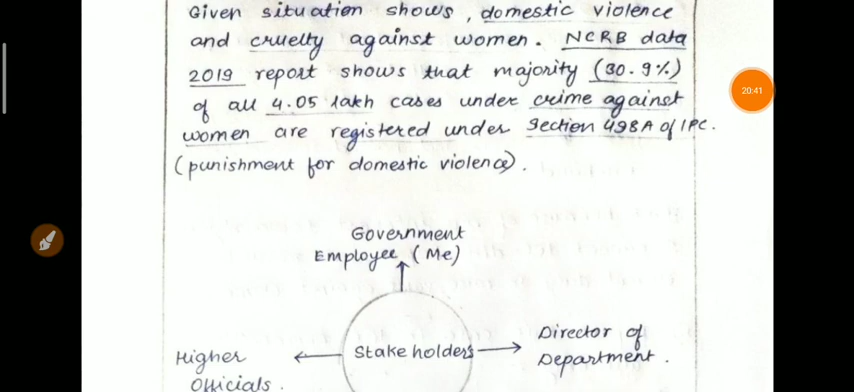 Given situation shows, domestic violence
and cruelty against women. NCRB data
2019 report shows that majority (30.9%)
of all 4.05 lakh cases under crime against
women are registered under Section 498A of IPC.
(punishment for domestic violence).
20:41
Government
Employee (Me)
Stake holders
Director of
Department.
Higher
Officials.